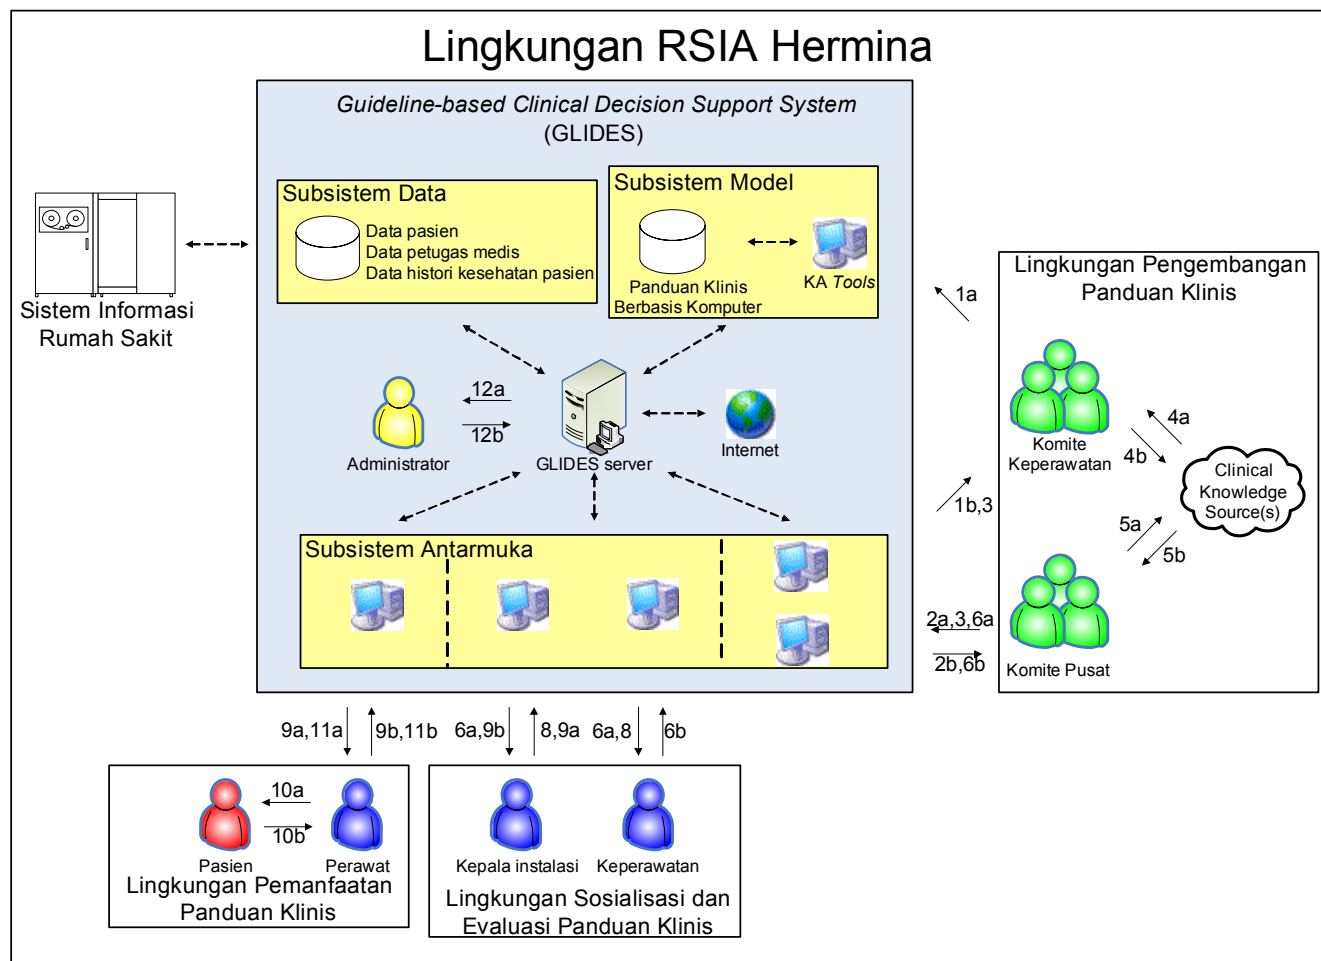 Lingkungan RSIA Hermina
Guideline-based Clinical Decision Support System
(GLIDES)
Subsistem Data
Data pasien
Data petugas medis
Data histori kesehatan pasien
Subsistem Model
Panduan Klinis
Berbasis Komputer
KA Tools
Sistem Informasi
Rumah Sakit
12a
12b
Administrator
GLIDES server
Internet
Subsistem Antarmuka
Lingkungan Pengembangan
Panduan Klinis
1a
Komite
Keperawatan
4a
4b
Clinical
Knowledge
Source(s)
1b,3
5a
5b
2a,3,6a
2b,6b
Komite Pusat
9a,11a
9b,11b
6a,9b
8,9a
6a,8
6b
10a
10b
Pasien
Perawat
Lingkungan Pemanfaatan
Panduan Klinis
Kepala instalasi
Keperawatan
Lingkungan Sosialisasi dan
Evaluasi Panduan Klinis